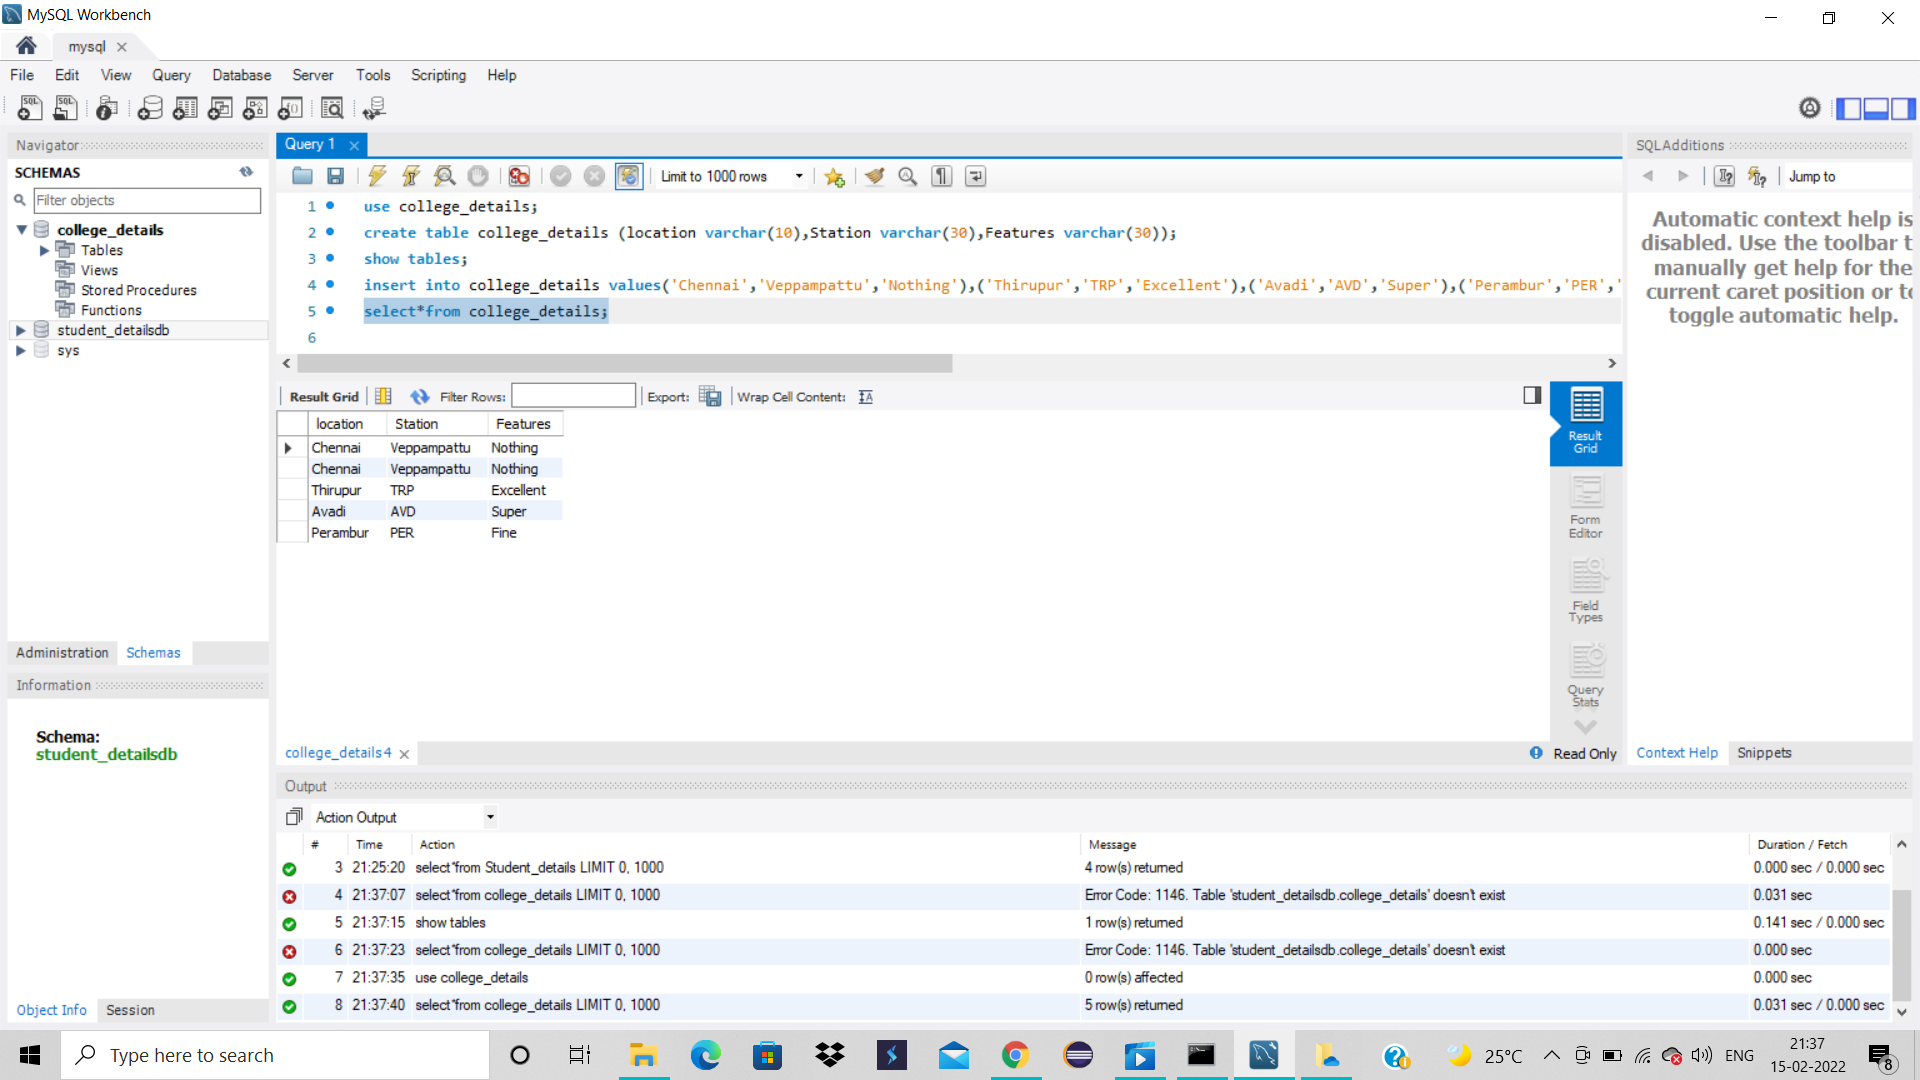 MySQL Workbench
mysql
File Edit View Query Database Server Tools Scripting Help
Navigator
SCHEMAS
Filter objects
college_details
Tables
Views
Stored Procedures
Functions
student_detailsdb
sys
Administration Schemas
Information
Schema:
student_detailsdb
Object Info Session
Query 1
Limit to 1000 rows
1 use college_details;
2 create table college_details (location varchar(10),Station varchar(30),Features varchar(30));
3 show tables;
4 insert into college_details values('Chennai','Veppampattu','Nothing'),('Thirupur','TRP','Excellent'),('Avadi','AVD','Super'),('Perambur','PER','
5 select*from college_details;
6
Result Grid Filter Rows: Export: Wrap Cell Content:
location Station Features
Chennai Veppampattu Nothing
Chennai Veppampattu Nothing
Thirupur TRP Excellent
Avadi AVD Super
Perambur PER Fine
Result
Grid
Form
Editor
Field
Types
Query
Stats
college_details4
Read Only
SQLAdditions
Jump to
Automatic context help is
disabled. Use the toolbar t
manually get help for the
current caret position or to
toggle automatic help.
Context Help Snippets
Output
Action Output
# Time Action Message Duration / Fetch
3 21:25:20 select*from Student_details LIMIT 0, 1000 4 row(s) returned 0.000 sec / 0.000 sec
4 21:37:07 select*from college_details LIMIT 0, 1000 Error Code: 1146. Table 'student_detailsdb.college_details' doesn't exist 0.031 sec
5 21:37:15 show tables 1 row(s) returned 0.141 sec / 0.000 sec
6 21:37:23 select*from college_details LIMIT 0, 1000 Error Code: 1146. Table 'student_detailsdb.college_details' doesn't exist 0.000 sec
7 21:37:35 use college_details 0 row(s) affected 0.000 sec
8 21:37:40 select*from college_details LIMIT 0, 1000 5 row(s) returned 0.031 sec / 0.000 sec
Type here to search
25°C
ENG
21:37
15-02-2022
8